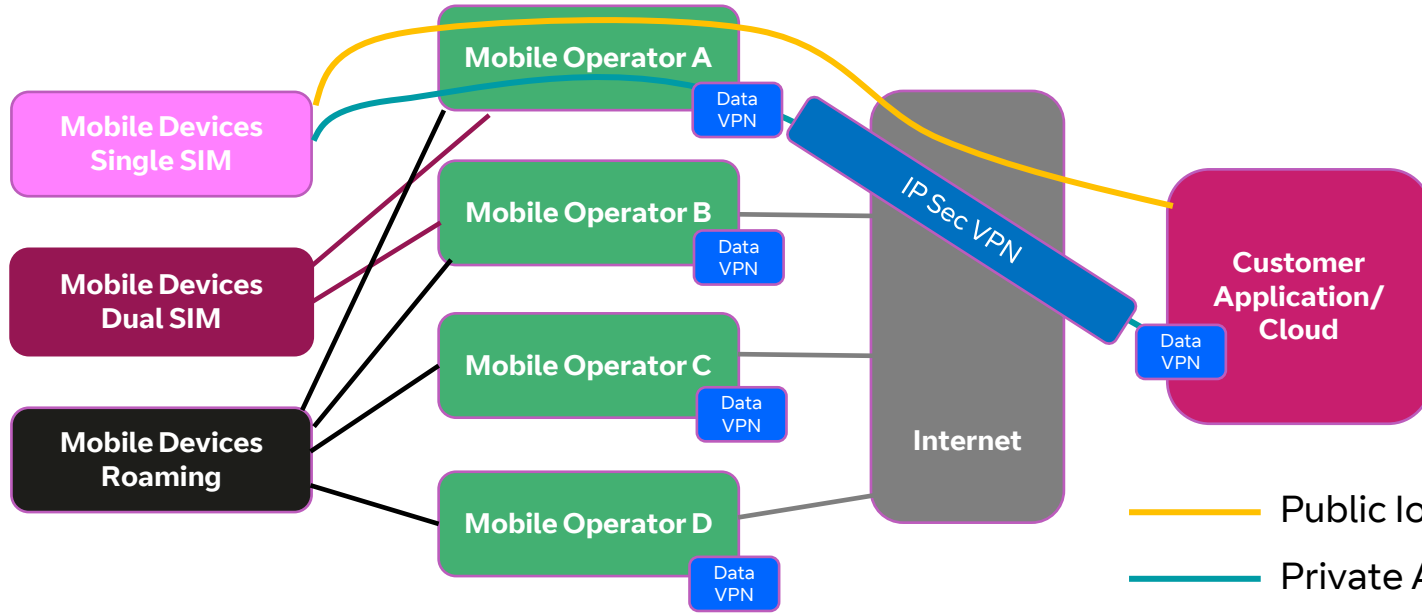 Mobile Operator A
Data
VPN
Mobile Devices
Single SIM
IP Sec VPN
Mobile Operator B
Data
VPN
Mobile Devices
Dual SIM
Customer
Application/
Cloud
Data
VPN
Mobile Operator C
Data
VPN
Mobile Devices
Roaming
Internet
Mobile Operator D
Data
VPN
Public
Private